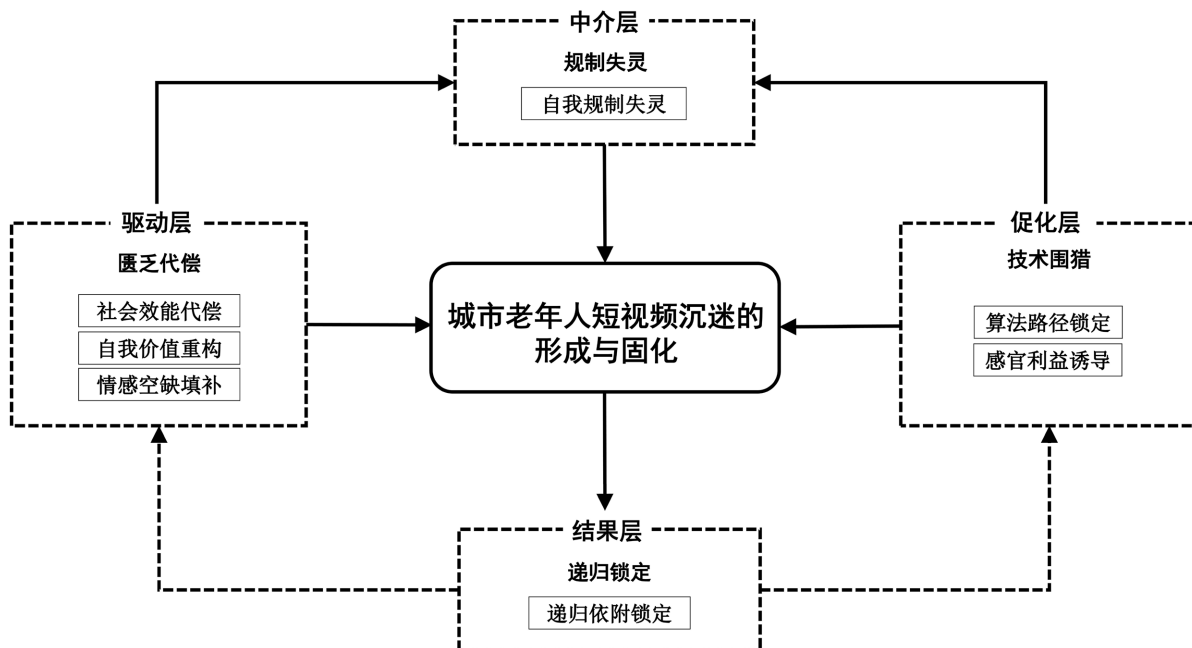 中介层
规制失灵
自我规制失灵
驱动层
匮乏代偿
社会效能代偿
自我价值重构
情感空缺填补
城市老年人短视频沉迷的
形成与固化
促化层
技术围猎
算法路径锁定
感官利益诱导
结果层
递归锁定
递归依附锁定